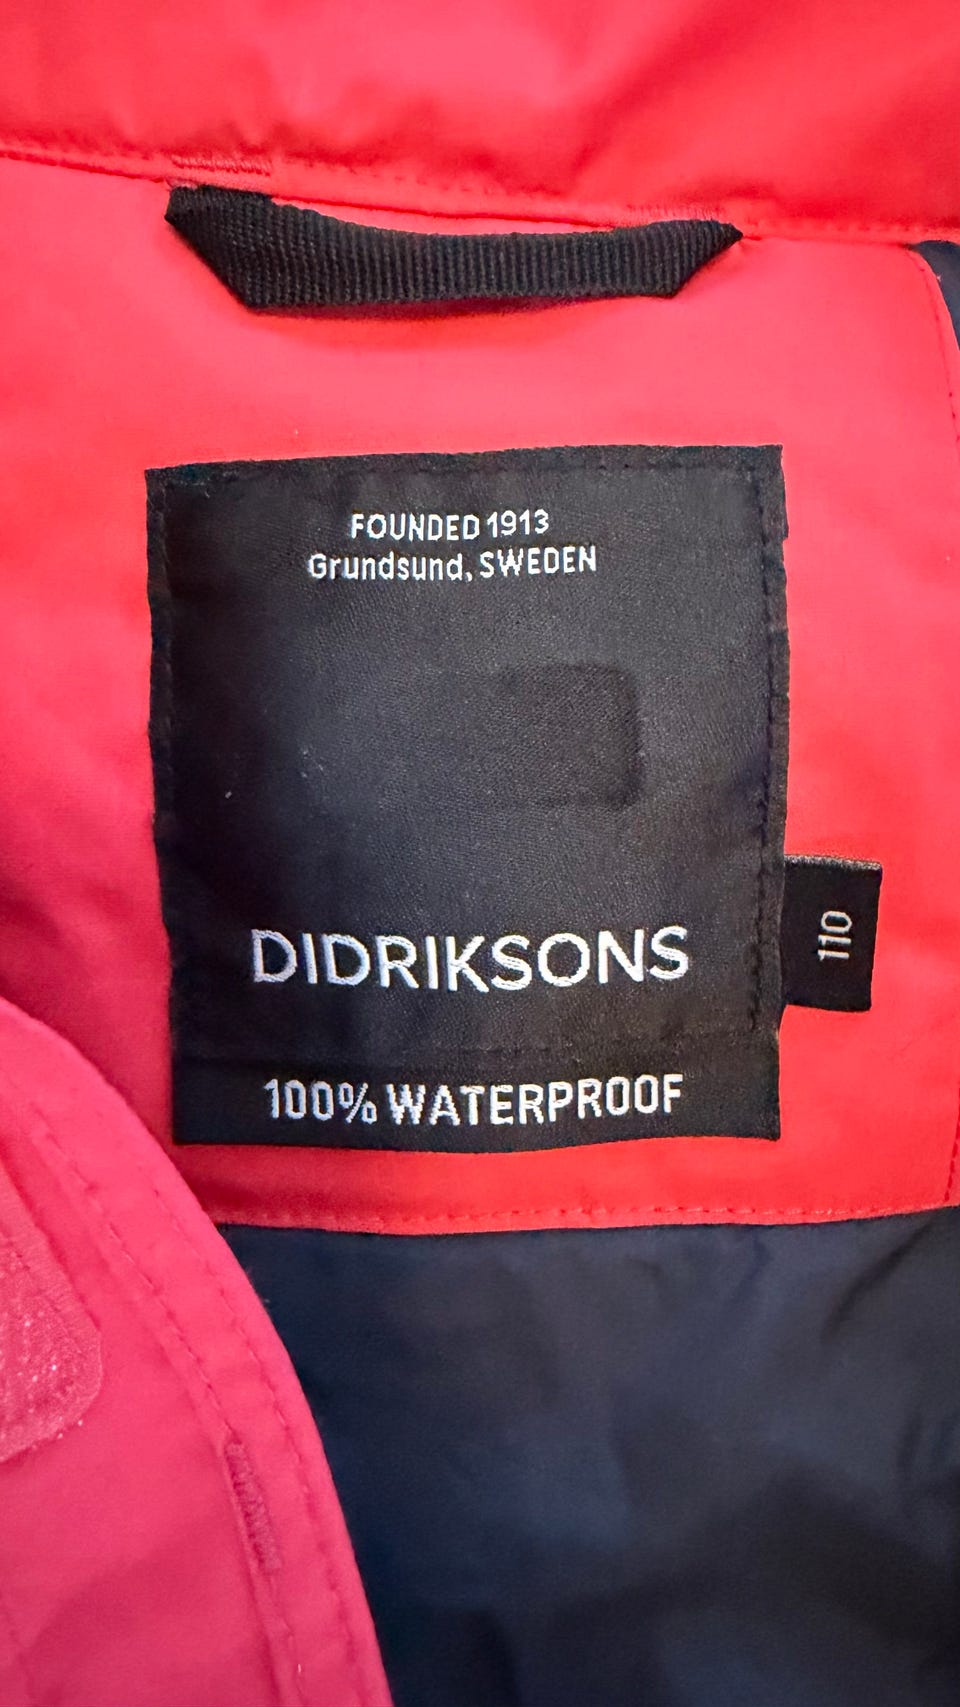 FOUNDED 1913
Grundsund, SWEDEN
DIDRIKSONS
110
100% WATERPROOF